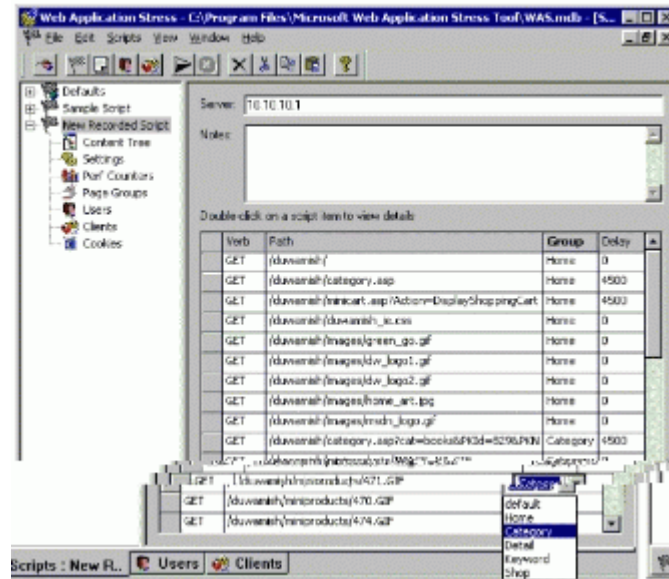 Web Application Stress - C:\Program Files\Microsoft Web Application Stress Tool\WAS.mdb - [S...
File Edit Scripts View Window Help
Defaults
Sample Script
New Recorded Script
Content Tree
Settings
Perf Counters
Page Groups
Users
Clients
Cookies
Server: 10.10.10.1
Notes:
Double-click on a script item to view details
Verb Path Group Delay
GET /duwamish/ Home 0
GET /duwamish/category.asp Home 4500
GET /duwamish/minicart.asp?Action=DisplayShoppingCart Home 4500
GET /duwamish/duwamish_ie.css Home 0
GET /duwamish/images/green_go.gif Home 0
GET /duwamish/images/dw_logo1.gif Home 0
GET /duwamish/images/dw_logo2.gif Home 0
GET /duwamish/images/home_art.jpg Home 0
GET /duwamish/images/msdn_logo.gif Home 0
GET /duwamish/category.asp?cat=books&PKId=829&PKN Category 4500
GET /duwamish/miniproducts/471.GIF Category
GET /duwamish/miniproducts/470.GIF
GET /duwamish/miniproducts/474.GIF
default
Home
Category
Detail
Keyword
Shop
Scripts : New R.. Users Clients